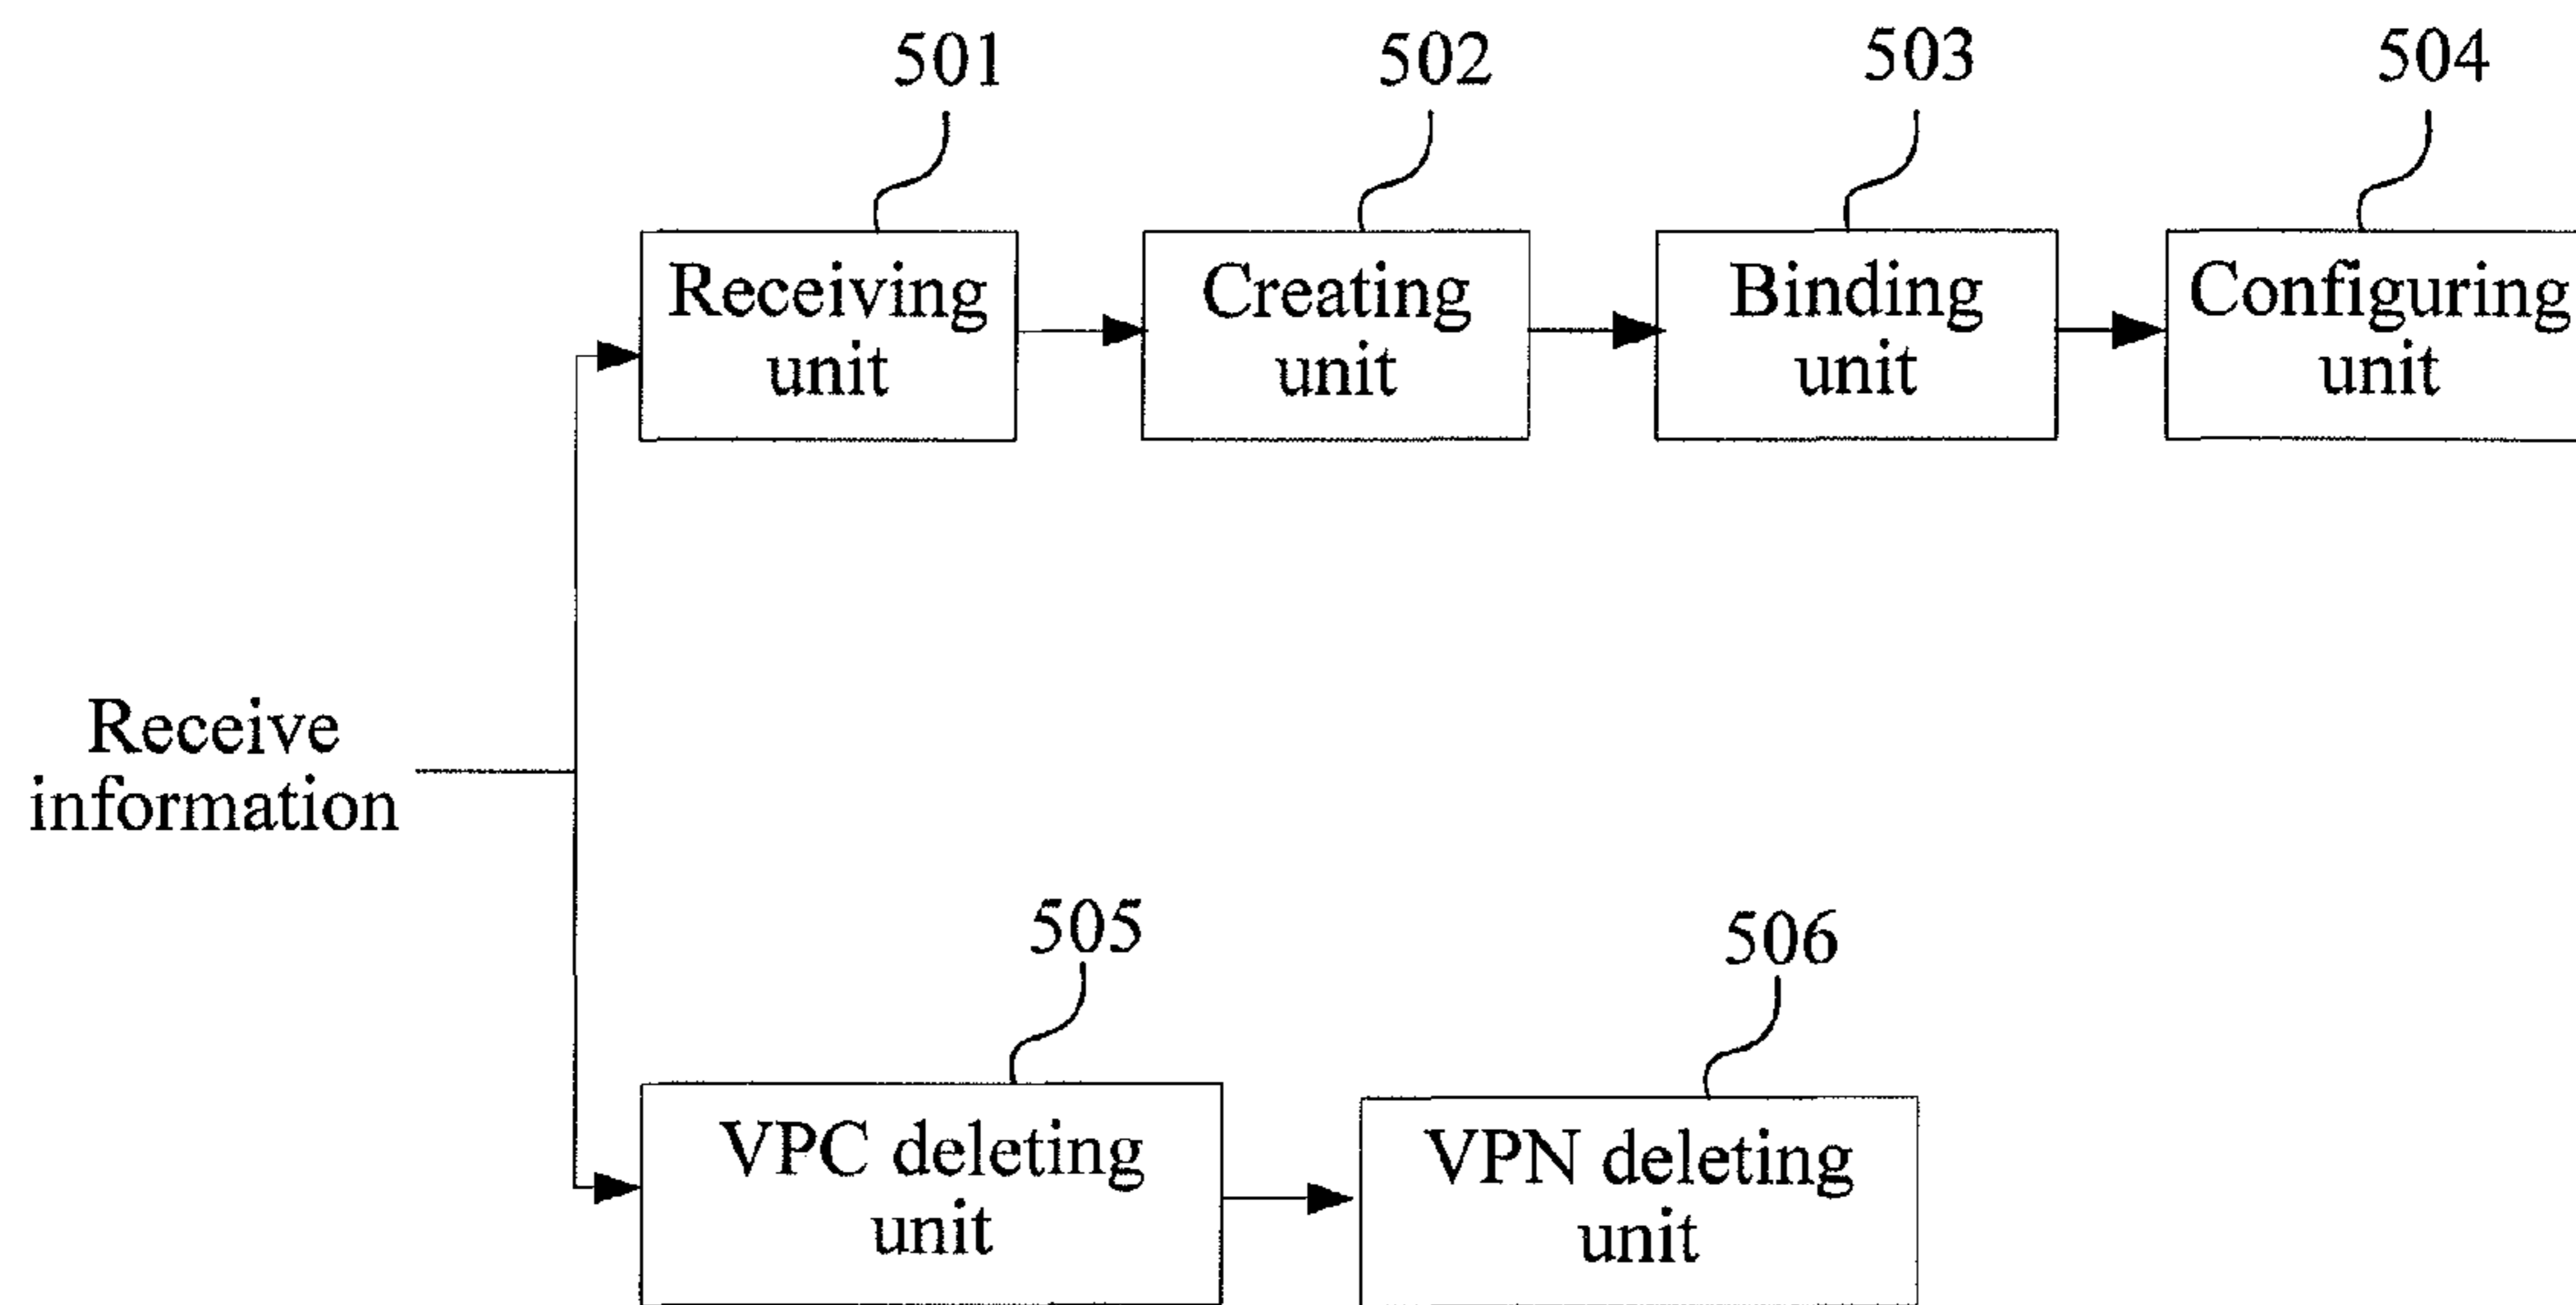 501
502
503
504
Receiving
unit
Creating
unit
Binding
unit
Configuring
unit
Receive
information
505
506
VPC deleting
unit
VPN deleting
unit